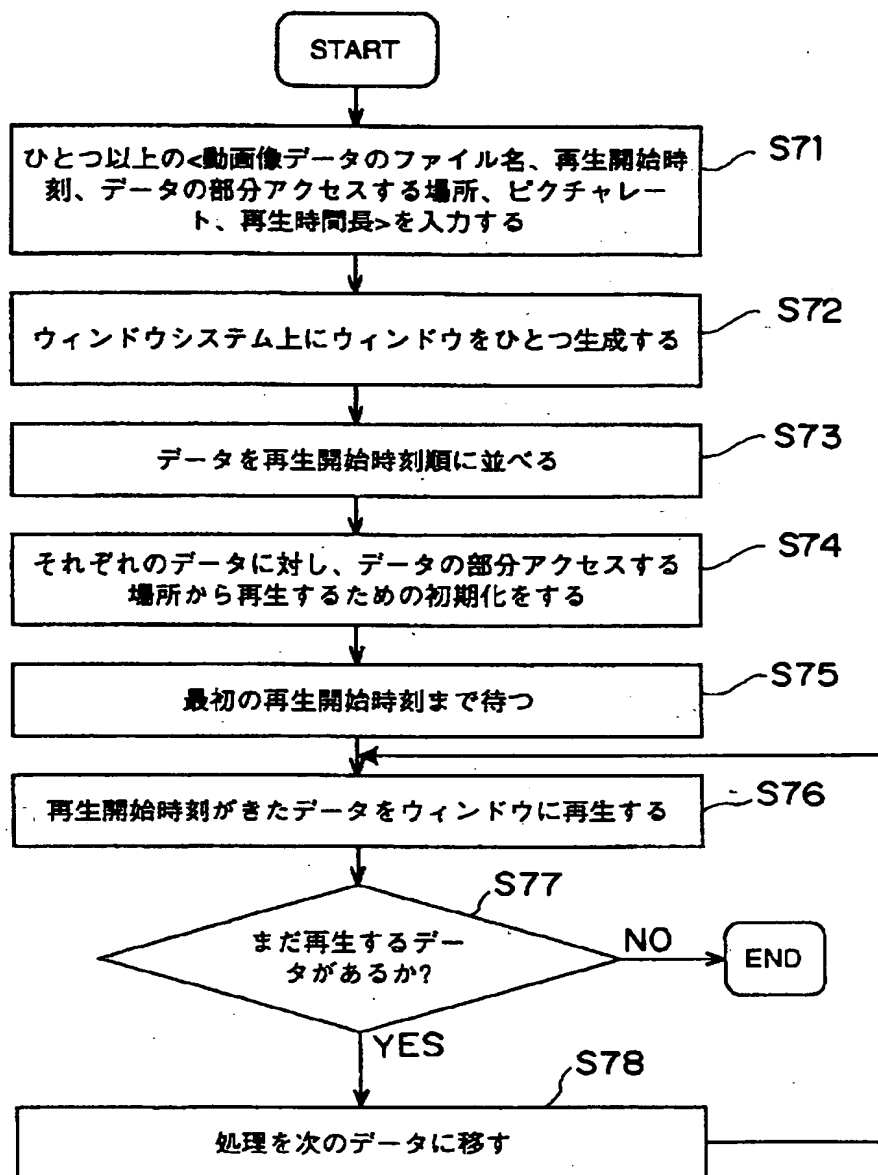 START
S71
ひとつ以上の<動画像データのファイル名、再生開始時
刻、データの部分アクセスする場所、ピクチャレー
ト、再生時間長>を入力する
S72
ウィンドウシステム上にウィンドウをひとつ生成する
S73
データを再生開始時刻順に並べる
S74
それぞれのデータに対し、データの部分アクセスする
場所から再生するための初期化をする
S75
最初の再生開始時刻まで待つ
S76
再生開始時刻がきたデータをウィンドウに再生する
S77
まだ再生するデー
タがあるか?
NO
END
YES
S78
処理を次のデータに移す